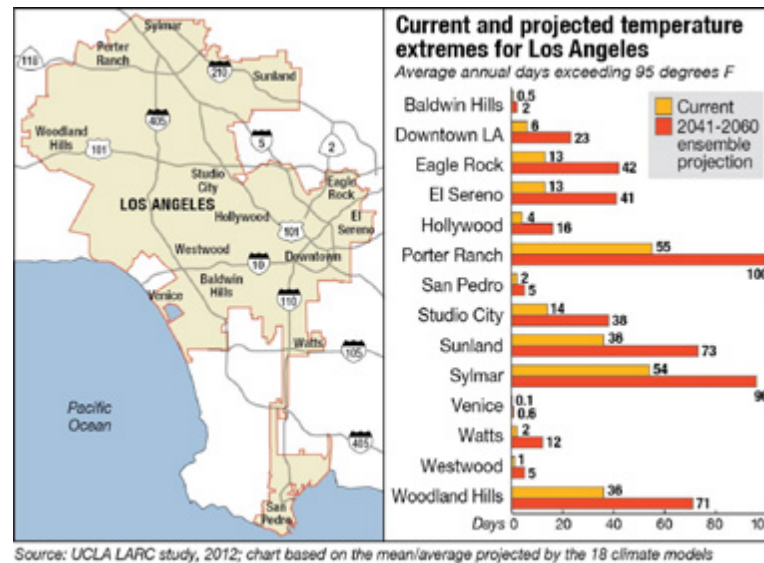 Sylmar
Porter
Ranch
118
210
Sunland
405
Woodland
Hills
101
5
2
Studio
City
Eagle
Rock
LOS ANGELES
Hollywood
El
Sereno
101
Westwood
10
Downtown
Baldwin
Hills
Venice
110
Watts
105
Pacific
Ocean
405
San
Pedro
Current and projected temperature
extremes for Los Angeles
Average annual days exceeding 95 degrees F
Current
2041-2060
ensemble
projection
Baldwin Hills 0.5
2
Downtown LA 6
23
Eagle Rock 13
42
El Sereno 13
41
Hollywood 4
16
Porter Ranch 55
San Pedro 2
5
Studio City 14
38
Sunland 36
73
Sylmar 54
Venice 0.1
0.6
Watts 2
12
Westwood 1
5
Woodland Hills 36
71
Days 0 20 40 60 80
Source: UCLA LARC study, 2012; chart based on the mean/average projected by the 18 climate models